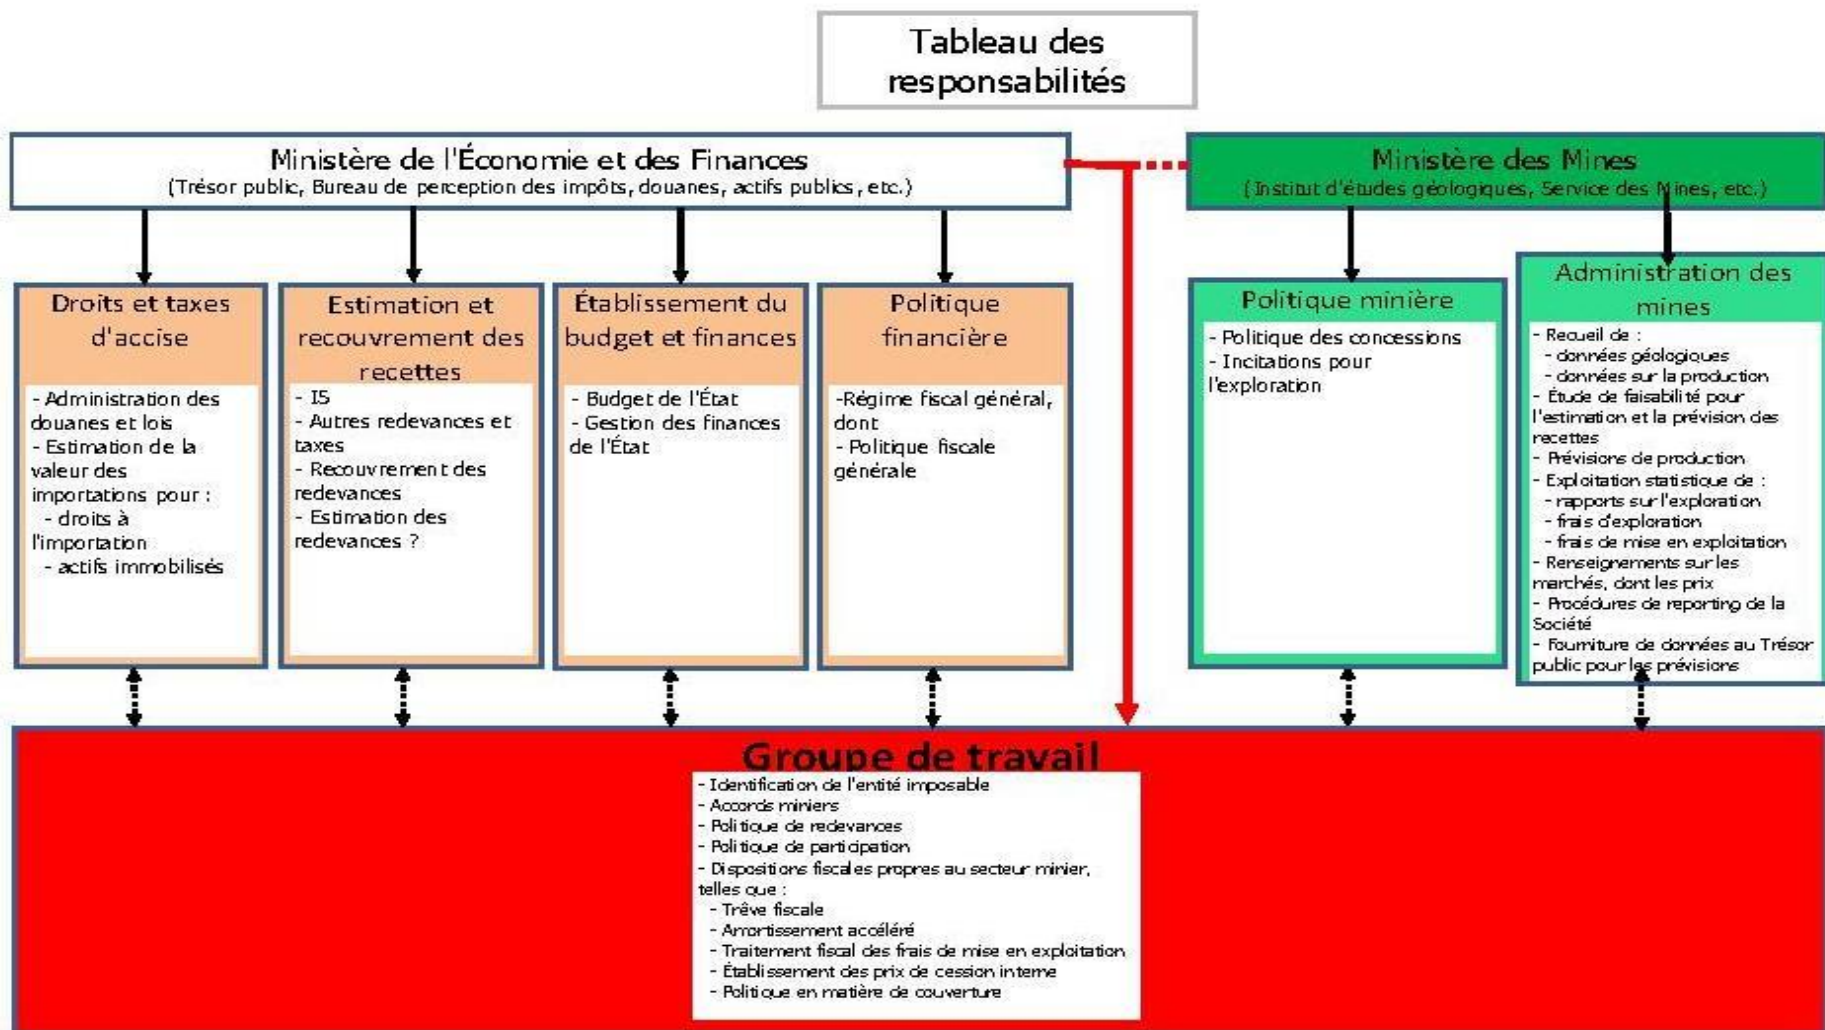 Tableau des
responsabilités
Ministère de l'Économie et des Finances
(Trésor public, Bureau de perception des impôts, douanes, actifs publics, etc.)
Ministère des Mines
(Institut d'études géologiques, Service des Mines, etc.)
Droits et taxes
d'accise
- Administration des
douanes et lois
- Estimation de la
valeur des
importations pour :
- droits à
l'importation
- actifs immobilisés
Estimation et
recouvrement des
recettes
- IS
- Autres redevances et
taxes
- Recouvrement des
redevances
- Estimation des
redevances ?
Établissement du
budget et finances
- Budget de l'État
- Gestion des finances
de l'État
Politique
financière
-Régime fiscal général,
dont
- Politique fiscale
générale
Politique minière
- Politique des concessions
- Incitations pour
l'exploration
Administration des
mines
- Recueil de :
- données géologiques
- données sur la production
- Étude de faisabilité pour
l'estimation et la prévision des
recettes
- Prévisions de production
- Exploitation statistique de :
- rapports sur l'exploration
- frais d'exploration
- frais de mise en exploitation
- Renseignements sur les
marchés, dont les prix
- Procédures de reporting de la
Société
- Fourniture de données au Trésor
public pour les prévisions
Groupe de travail
- Identification de l'entité imposable
- Accords miniers
- Politique de redevances
- Politique de participation
- Dispositions fiscales propres au secteur minier,
telles que :
- Trêve fiscale
- Amortissement accéléré
- Traitement fiscal des frais de mise en exploitation
- Établissement des prix de cession interne
- Politique en matière de couverture